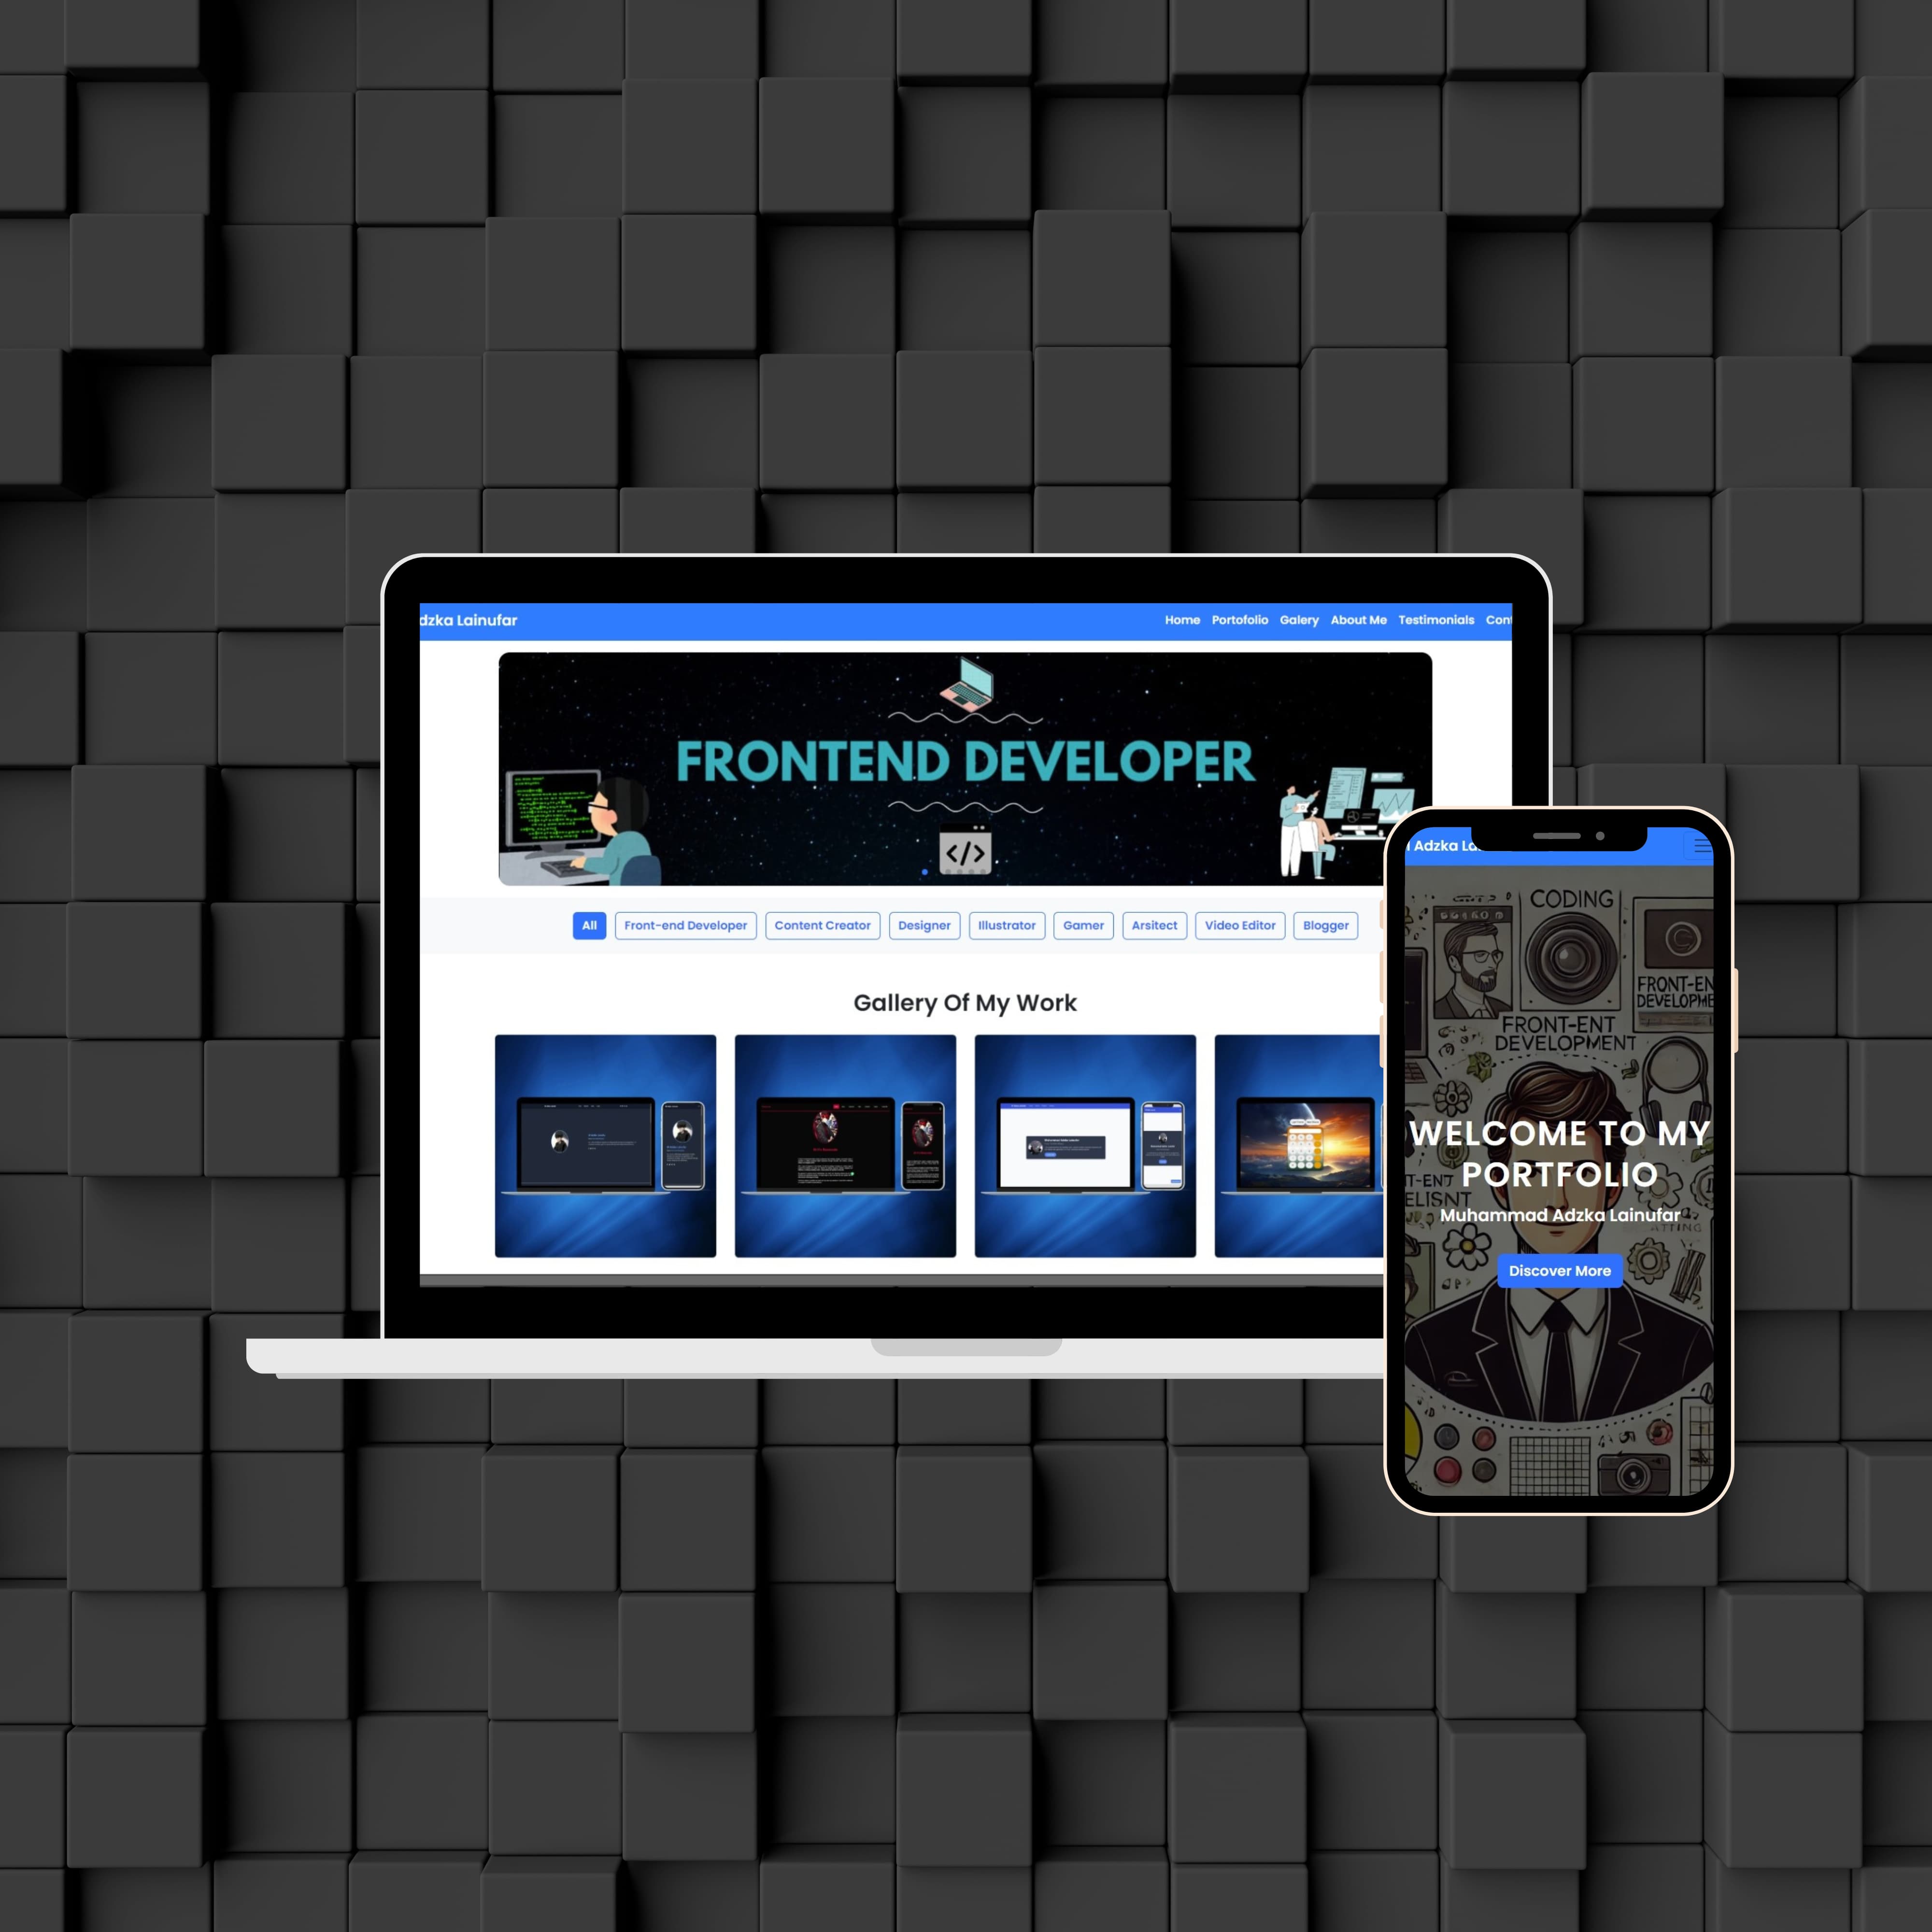 dzka Lainufar
Home Portofolio Galery About Me Testimonials Cont
FRONTEND DEVELOPER
</>
All Front-end Developer Content Creator Designer Illustrator Gamer Arsitect Video Editor Blogger
Gallery Of My Work
Adzka La
CODING
FRONT-EN
DEVELOPME
FRONT-ENT
DEVELOPMENT
WELCOME TO MY
PORTFOLIO
T-ENT
ELISNT
Muhammad Adzka Lainufar
ATTING
Discover More